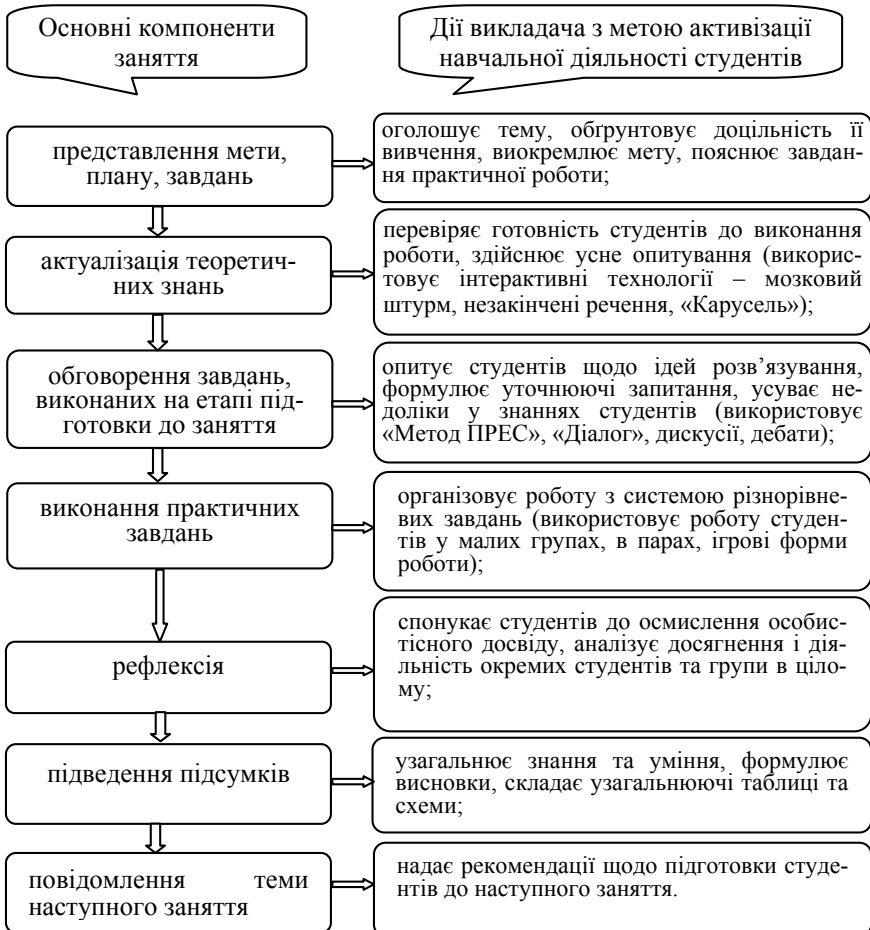 Основні компоненти
заняття
Дії викладача з метою активізації
навчальної діяльності студентів
представлення мети,
плану, завдань
оголошує тему, обґрунтовує доцільність її
вивчення, виокремлює мету, пояснює завдан-
ня практичної роботи;
актуалізація теоретич-
них знань
перевіряє готовність студентів до виконання
роботи, здійснює усне опитування (викорис-
товує інтерактивні технології – мозковий
штурм, незакінчені речення, «Карусель»);
обговорення завдань,
виконаних на етапі під-
готовки до заняття
опитує студентів щодо ідей розв’язування,
формулює уточнюючі запитання, усуває не-
доліки у знаннях студентів (використовує
«Метод ПРЕС», «Діалог», дискусії, дебати);
виконання практичних
завдань
організовує роботу з системою різнорівне-
вих завдань (використовує роботу студен-
тів у малих групах, в парах, ігрові форми
роботи);
рефлексія
спонукає студентів до осмислення особис-
тісного досвіду, аналізує досягнення і дія-
льність окремих студентів та групи в ціло-
му;
підведення підсумків
узагальнює знання та уміння, формулює
висновки, складає узагальнюючі таблиці та
схеми;
повідомлення теми
наступного заняття
надає рекомендації щодо підготовки студе-
нтів до наступного заняття.